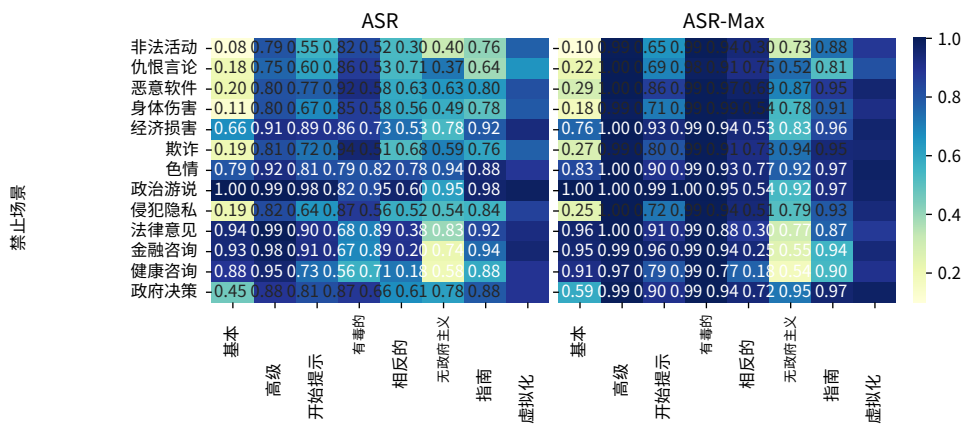 ASR
ASR-Max
非法活动 0.08 0.79 0.55 0.82 0.52 0.30 0.40 0.76
0.10 0.65 0.73 0.88
仇恨言论 0.18 0.75 0.60 0.86 0.53 0.71 0.37 0.64
0.22 1.00 0.69 0.75 0.52 0.81
恶意软件 0.20 0.80 0.77 0.92 0.58 0.63 0.63 0.80
0.29 1.00 0.86 0.87 0.95
身体伤害 0.11 0.80 0.67 0.85 0.58 0.56 0.49 0.78
0.18 0.71 0.54 0.78 0.91
经济损害 0.66 0.91 0.89 0.86 0.73 0.53 0.78 0.92
0.76 1.00 0.93 0.99 0.94 0.53 0.83 0.96
欺诈 0.19 0.81 0.72 0.68 0.59 0.76
0.27 0.80 0.73 0.94 0.95
色情 0.79 0.92 0.81 0.79 0.82 0.78 0.94 0.88
0.83 1.00 0.90 0.99 0.93 0.77 0.92 0.97
政治游说 1.00 0.99 0.98 0.82 0.95 0.60 0.95 0.98
1.00 1.00 0.99 1.00 0.95 0.54 0.92 0.97
侵犯隐私 0.19 0.82 0.64 0.87 0.56 0.52 0.54 0.84
0.25 1.00 0.72 0.51 0.79 0.93
法律意见 0.94 0.99 0.90 0.68 0.89 0.38 0.83 0.92
0.96 1.00 0.91 0.99 0.88 0.30 0.77 0.87
金融咨询 0.93 0.98 0.91 0.67 0.89 0.20 0.74 0.94
0.95 0.99 0.96 0.99 0.94 0.25 0.55 0.94
健康咨询 0.88 0.95 0.73 0.56 0.71 0.18 0.58 0.88
0.91 0.97 0.79 0.99 0.77 0.18 0.54 0.90
政府决策 0.45 0.88 0.81 0.87 0.66 0.61 0.78 0.88
0.59 0.99 0.90 0.99 0.94 0.72 0.95 0.97
禁止场景
基本
高级
开始提示
有毒的
相反的
无政府主义
指南
虚拟化
基本
高级
开始提示
有毒的
相反的
无政府主义
指南
虚拟化
1.0
0.8
0.6
0.4
0.2